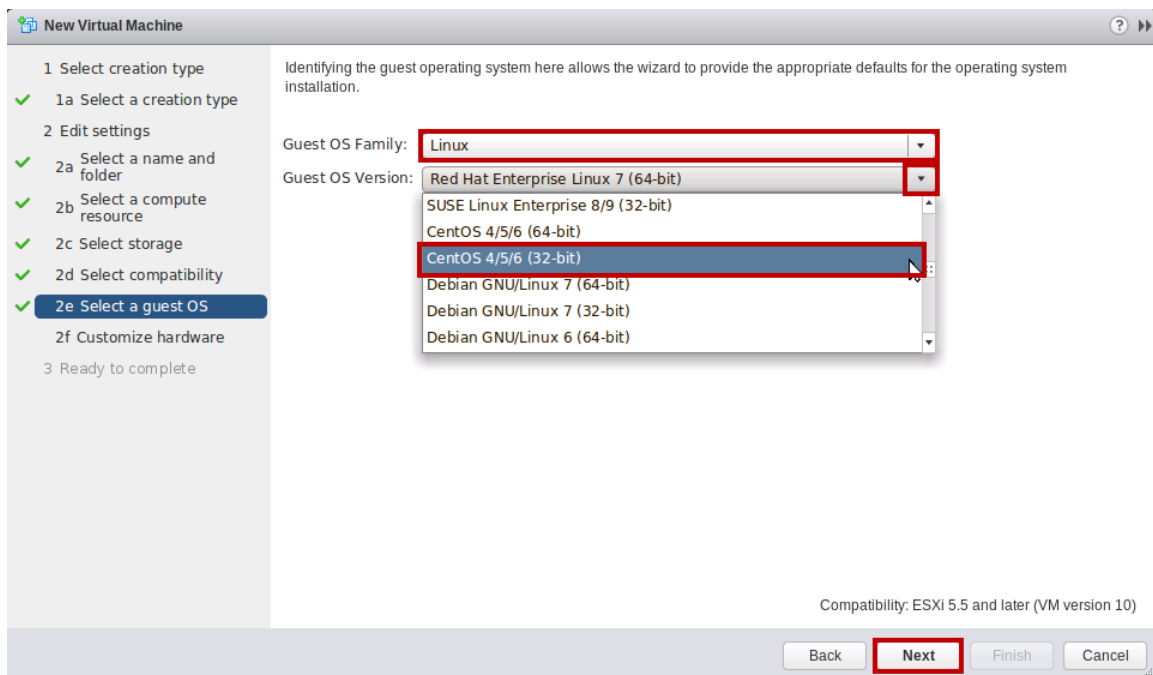 New Virtual Machine
?
1 Select creation type
1a Select a creation type
2 Edit settings
2a Select a name and
folder
2b Select a compute
resource
2c Select storage
2d Select compatibility
2e Select a guest OS
2f Customize hardware
3 Ready to complete
Identifying the guest operating system here allows the wizard to provide the appropriate defaults for the operating system
installation.
Guest OS Family: Linux
Guest OS Version: Red Hat Enterprise Linux 7 (64-bit)
SUSE Linux Enterprise 8/9 (32-bit)
CentOS 4/5/6 (64-bit)
CentOS 4/5/6 (32-bit)
Debian GNU/Linux 7 (64-bit)
Debian GNU/Linux 7 (32-bit)
Debian GNU/Linux 6 (64-bit)
Compatibility: ESXi 5.5 and later (VM version 10)
Back Next Finish Cancel